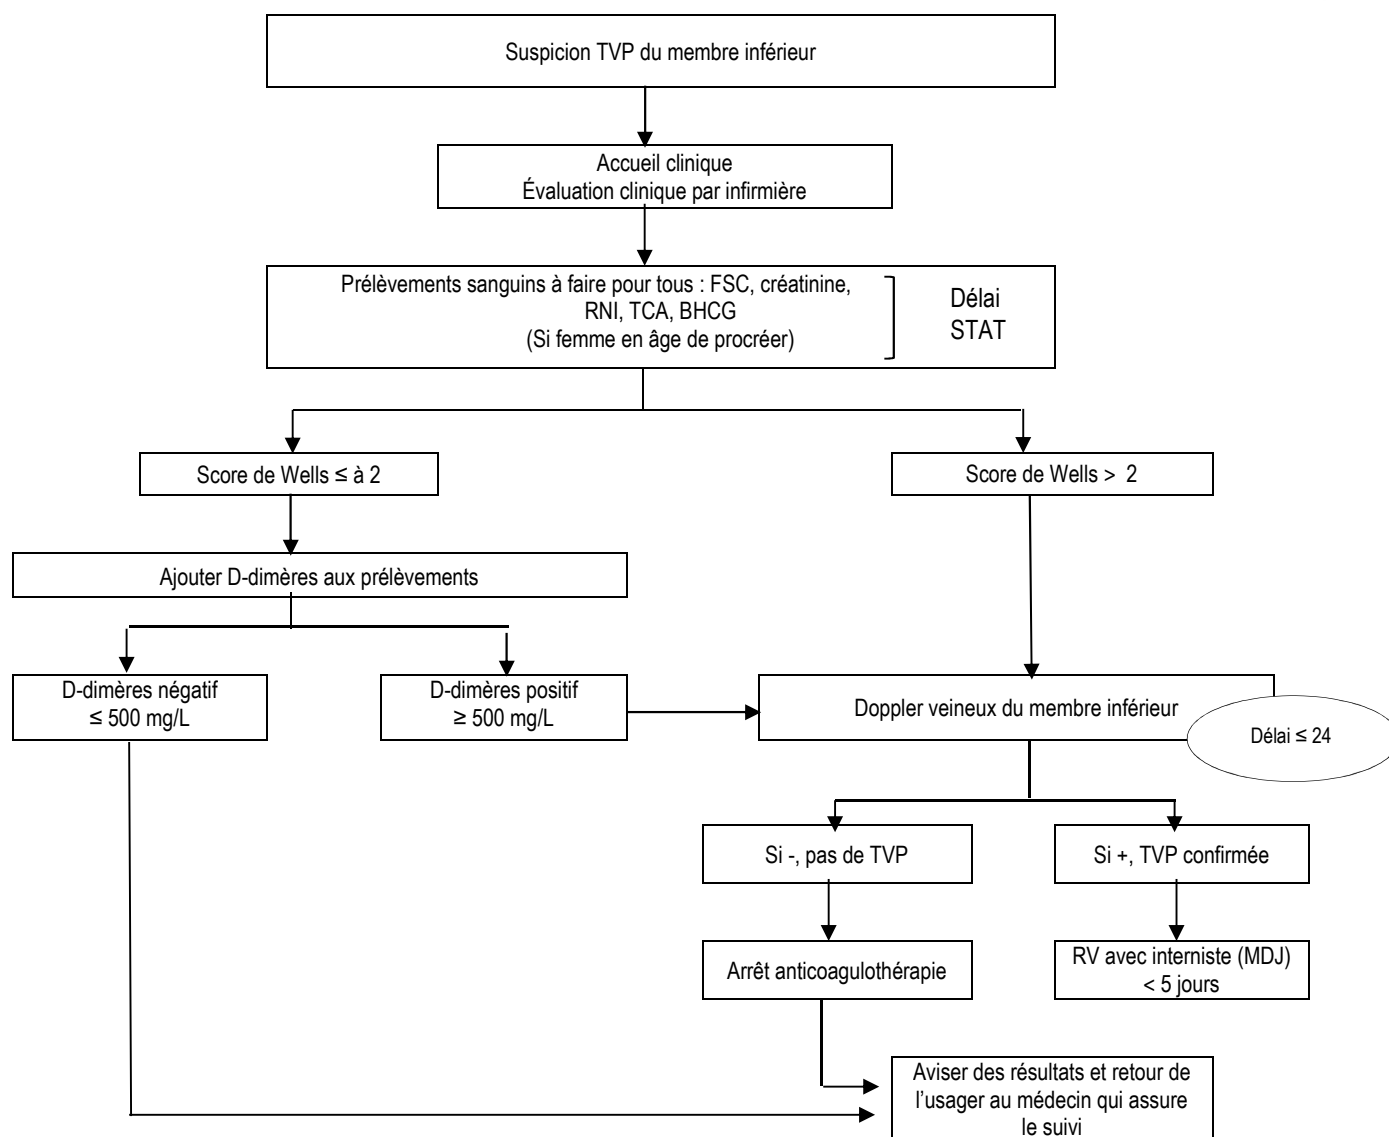 Suspicion TVP du membre inférieur
Accueil clinique
Évaluation clinique par infirmière
Prélèvements sanguins à faire pour tous : FSC, créatinine,
RNI, TCA, BHCG
(Si femme en âge de procréer)
Délai
STAT
Score de Wells ≤ à 2
Score de Wells > 2
Ajouter D-dimères aux prélèvements
D-dimères négatif
≤ 500 mg/L
D-dimères positif
≥ 500 mg/L
Doppler veineux du membre inférieur
Délai ≤ 24
Si -, pas de TVP
Si +, TVP confirmée
Arrêt anticoagulothérapie
RV avec interniste (MDJ)
< 5 jours
Aviser des résultats et retour de
l’usager au médecin qui assure
le suivi